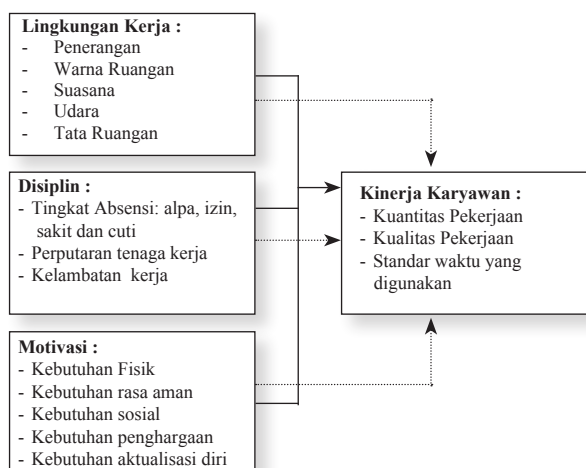 Lingkungan Kerja :
- Penerangan
- Warna Ruangan
- Suasana
- Udara
- Tata Ruangan
Disiplin :
- Tingkat Absensi: alpa, izin,
sakit dan cuti
- Perputaran tenaga kerja
- Kelambatan kerja
Motivasi :
- Kebutuhan Fisik
- Kebutuhan rasa aman
- Kebutuhan sosial
- Kebutuhan penghargaan
- Kebutuhan aktualisasi diri
Kinerja Karyawan :
- Kuantitas Pekerjaan
- Kualitas Pekerjaan
- Standar waktu yang
digunakan